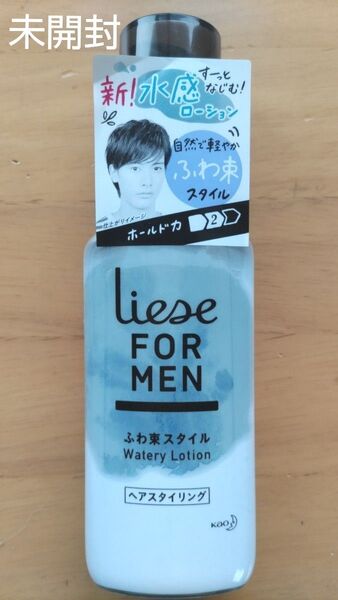 未開封
新!水感
ローション
すーっと
なじむ!
自然で軽やか
ふわ束
スタイル
仕上がりイメージ
ホールド力 2
Liese
FOR
MEN
ふわ束スタイル
Watery Lotion
ヘアスタイリング
Kao